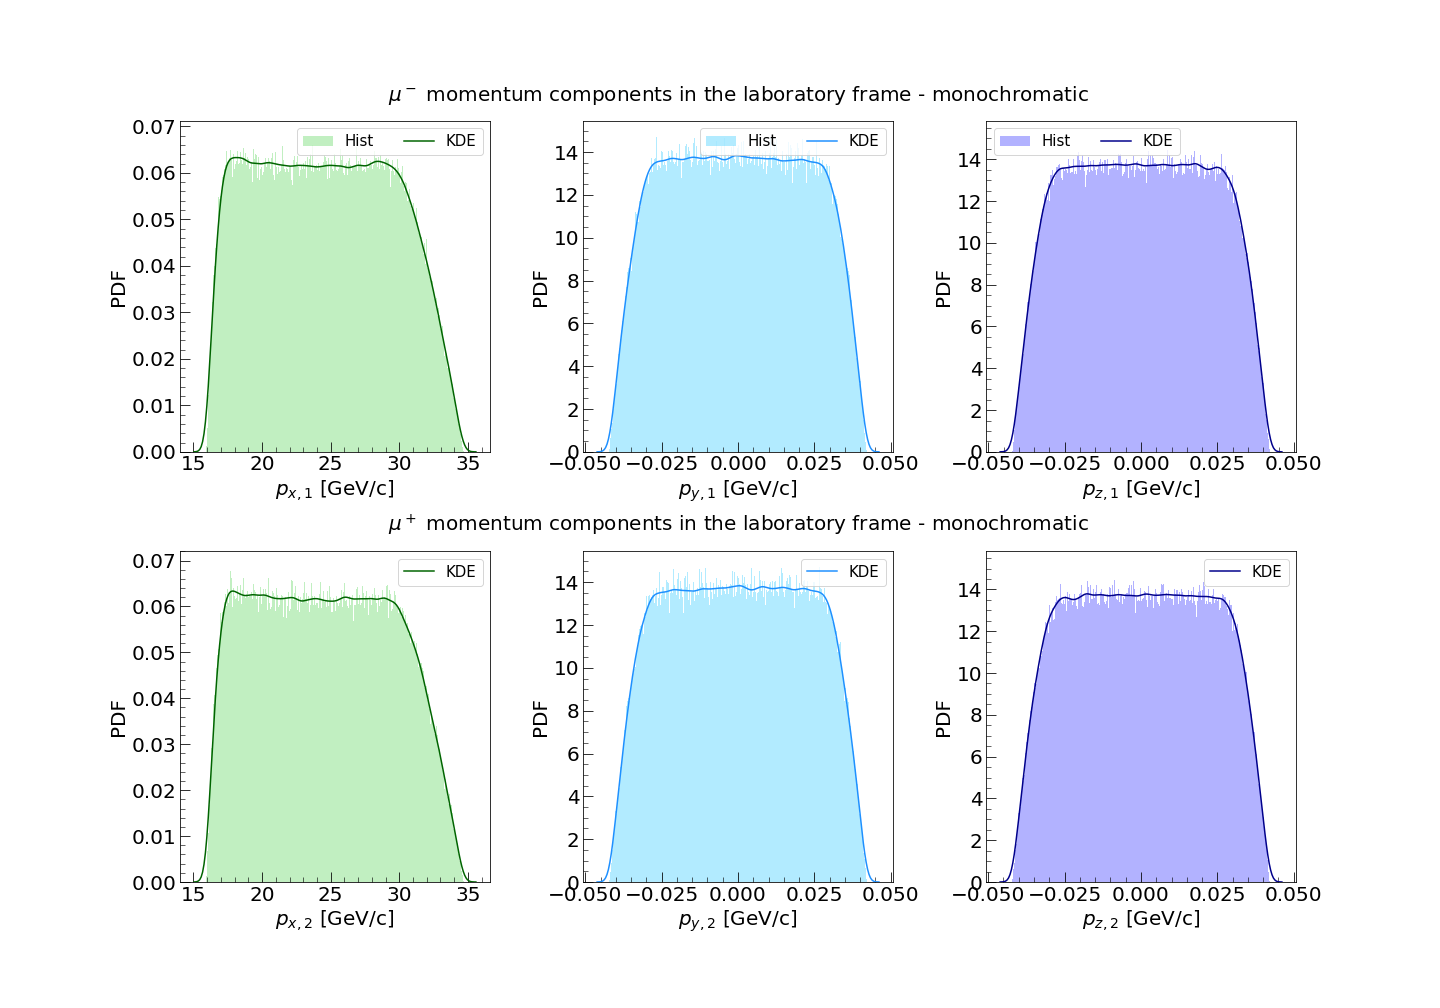 μ⁻ momentum components in the laboratory frame - monochromatic
0.07
0.06
0.05
0.04
0.03
0.02
0.01
0.00
PDF
Hist KDE
15 20 25 30 35
pₓ,₁ [GeV/c]
14
12
10
8
6
4
2
0
PDF
Hist KDE
−0.050 −0.025 0.000 0.025 0.050
p_y,₁ [GeV/c]
14
12
10
8
6
4
2
0
PDF
Hist KDE
−0.050 −0.025 0.000 0.025 0.050
p_z,₁ [GeV/c]
μ⁺ momentum components in the laboratory frame - monochromatic
0.07
0.06
0.05
0.04
0.03
0.02
0.01
0.00
PDF
KDE
15 20 25 30 35
pₓ,₂ [GeV/c]
14
12
10
8
6
4
2
0
PDF
KDE
−0.050 −0.025 0.000 0.025 0.050
p_y,₂ [GeV/c]
14
12
10
8
6
4
2
0
PDF
KDE
−0.050 −0.025 0.000 0.025 0.050
p_z,₂ [GeV/c]